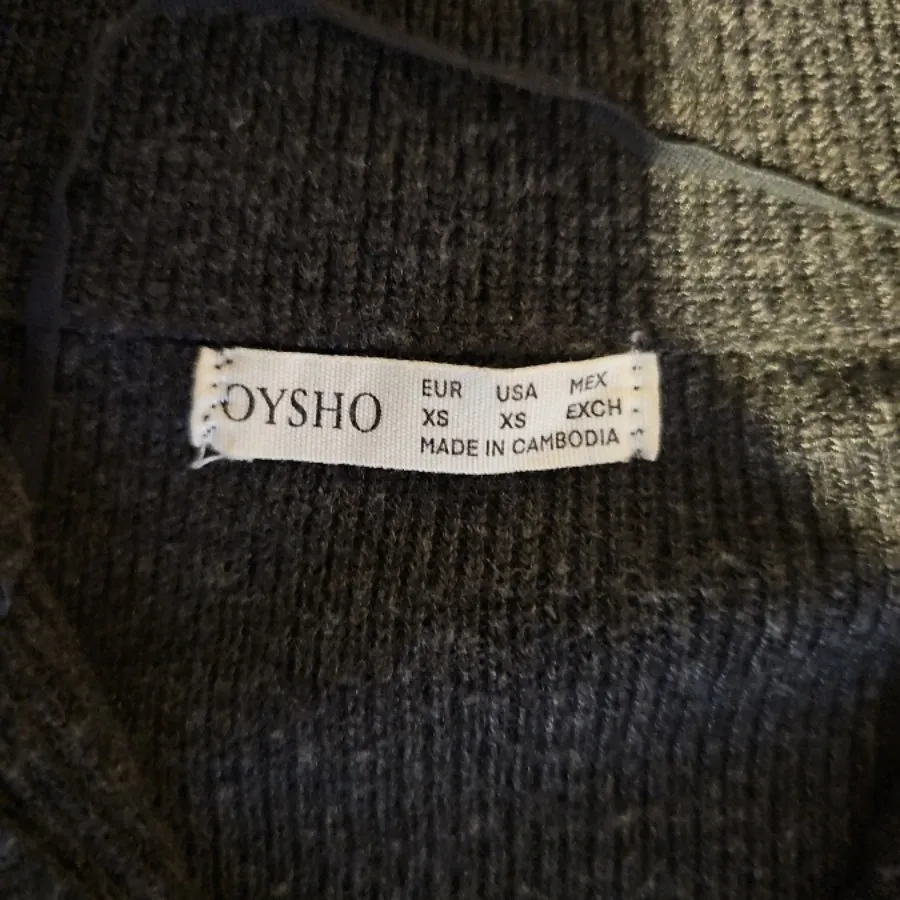 OYSHO
EUR USA MEX
XS XS EXCH
MADE IN CAMBODIA